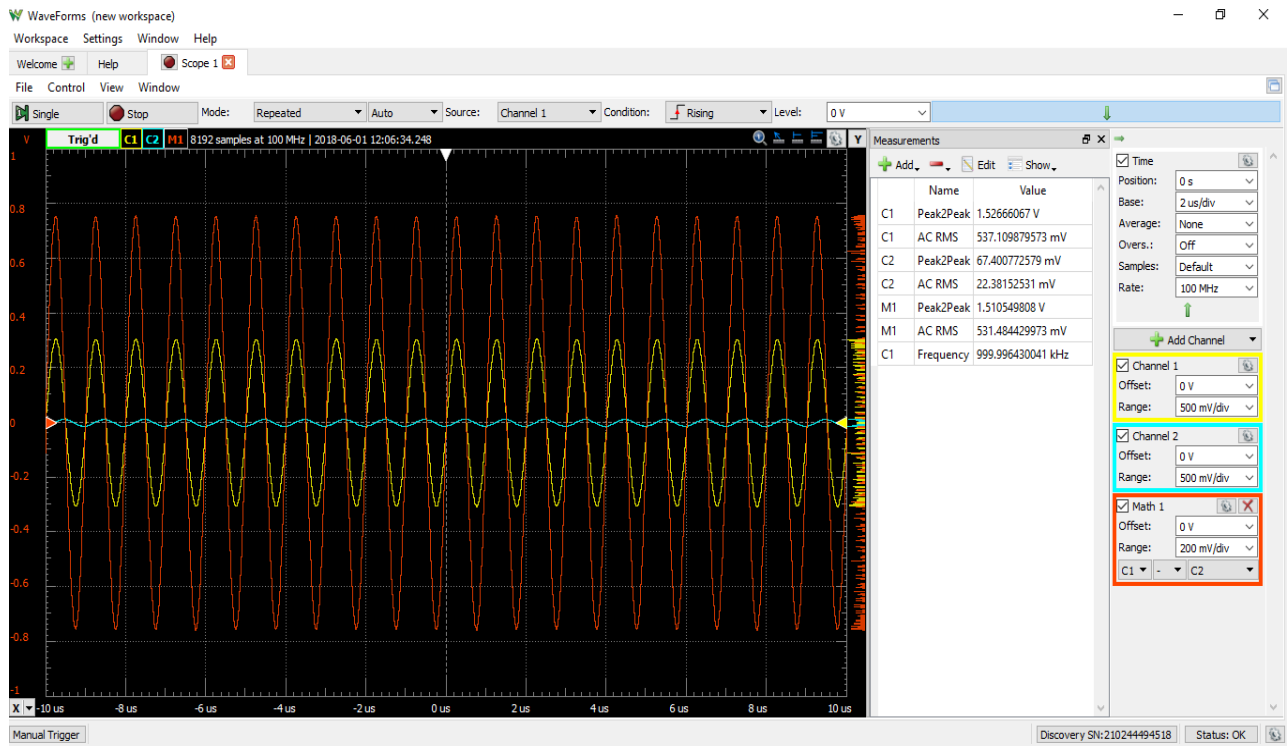 WaveForms (new workspace)
Workspace Settings Window Help
Welcome Help Scope 1
File Control View Window
Single Stop Mode: Repeated Auto Source: Channel 1 Condition: Rising Level: 0 V
V Trig'd C1 C2 M1 8192 samples at 100 MHz | 2018-06-01 12:06:34.248 Y
1
0.8
0.6
0.4
0.2
0
-0.2
-0.4
-0.6
-0.8
-1
X -10 us -8 us -6 us -4 us -2 us 0 us 2 us 4 us 6 us 8 us 10 us
Measurements
Add Edit Show
Name Value
C1 Peak2Peak 1.52666067 V
C1 AC RMS 537.109879573 mV
C2 Peak2Peak 67.400772579 mV
C2 AC RMS 22.38152531 mV
M1 Peak2Peak 1.510549808 V
M1 AC RMS 531.484429973 mV
C1 Frequency 999.996430041 kHz
Time
Position: 0 s
Base: 2 us/div
Average: None
Overs.: Off
Samples: Default
Rate: 100 MHz
Add Channel
Channel 1
Offset: 0 V
Range: 500 mV/div
Channel 2
Offset: 0 V
Range: 500 mV/div
Math 1
Offset: 0 V
Range: 200 mV/div
C1 - C2
Manual Trigger Discovery SN:210244494518 Status: OK